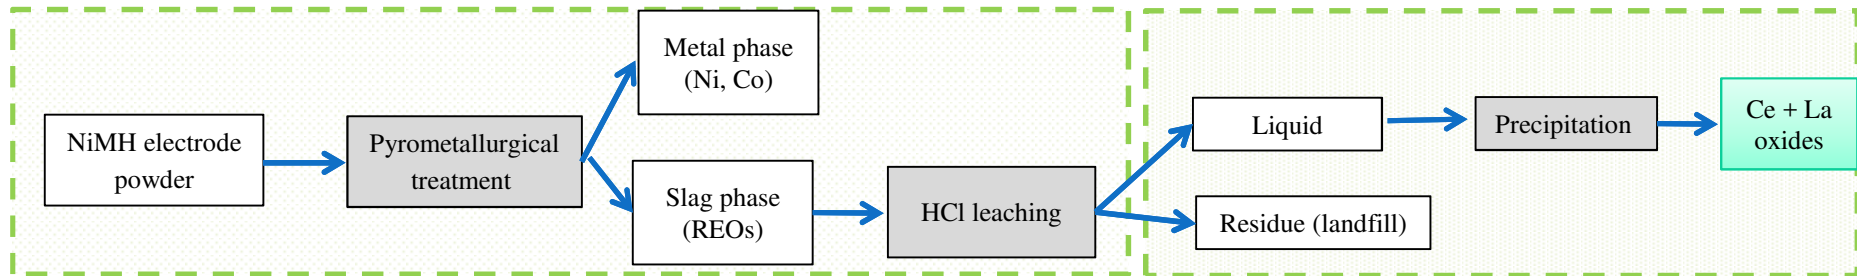 NiMH electrode
powder
Pyrometallurgical
treatment
Metal phase
(Ni, Co)
Slag phase
(REOs)
HCl leaching
Liquid
Residue (landfill)
Precipitation
Ce + La
oxides